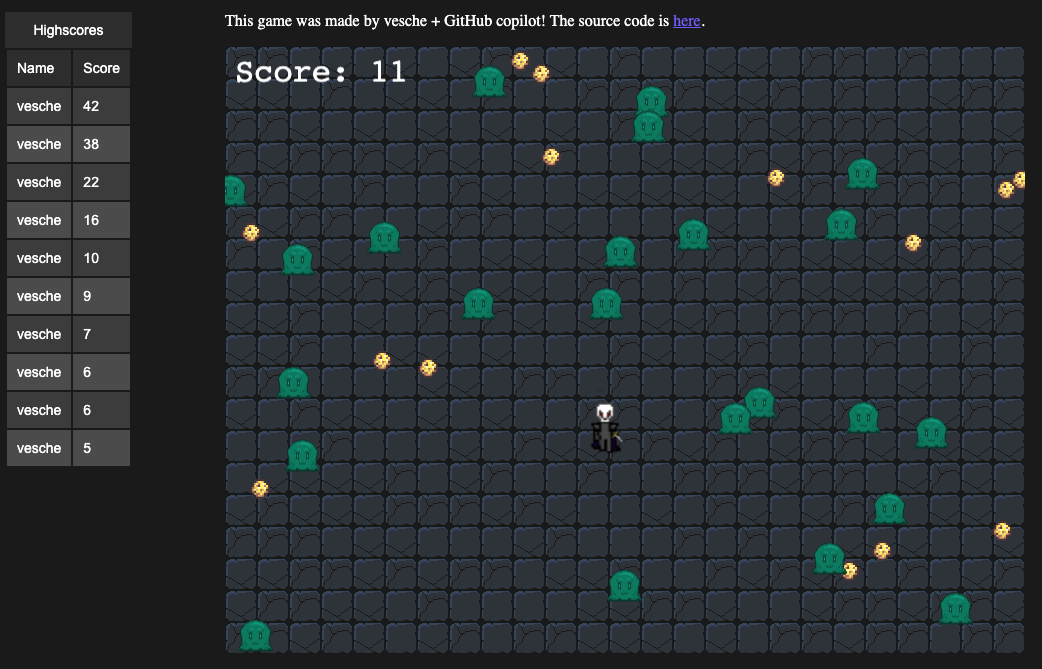 This game was made by vesche + GitHub copilot! The source code is here.
Highscores
Name Score
vesche 42
vesche 38
vesche 22
vesche 16
vesche 10
vesche 9
vesche 7
vesche 6
vesche 6
vesche 5
Score: 11